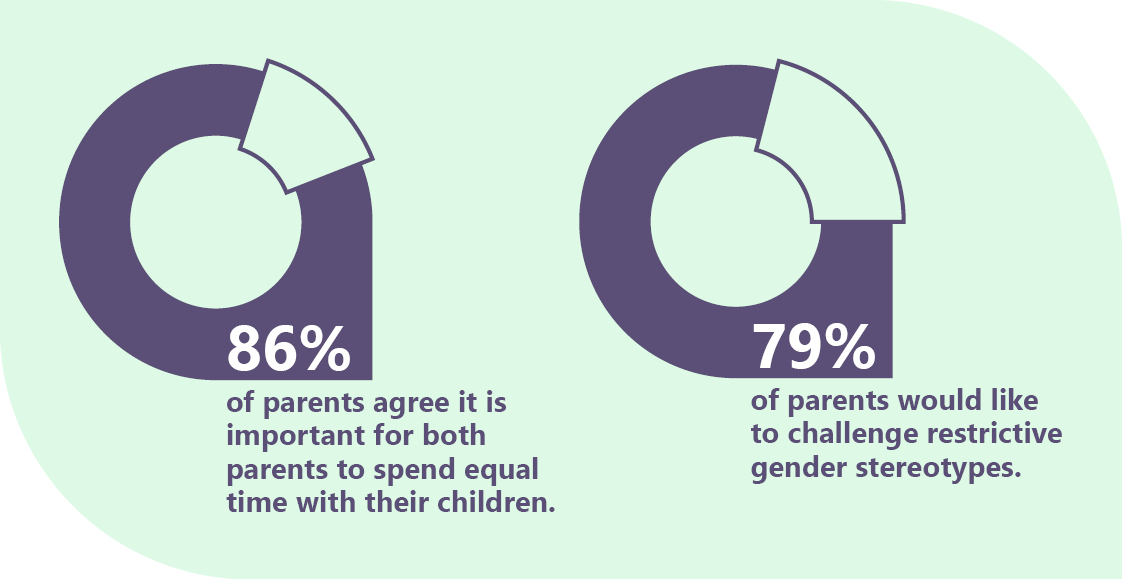 86%
of parents agree it is
important for both
parents to spend equal
time with their children.
79%
of parents would like
to challenge restrictive
gender stereotypes.